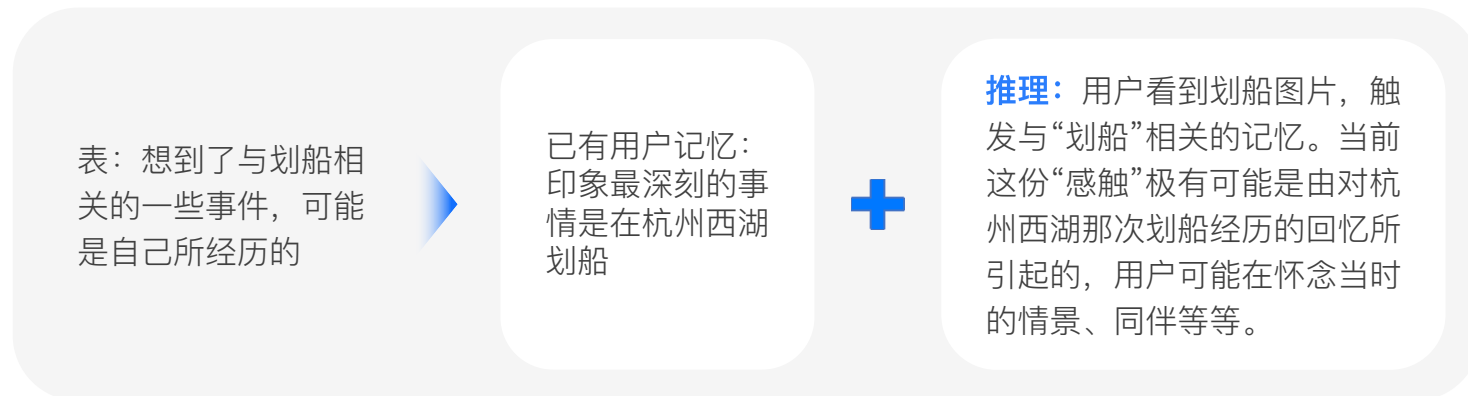 表：想到了与划船相
关的一些事件，可能
是自己所经历的
已有用户记忆：
印象最深刻的事
情是在杭州西湖
划船
推理：用户看到划船图片，触
发与“划船”相关的记忆。当前
这份“感触”极有可能是由对杭
州西湖那次划船经历的回忆所
引起的，用户可能在怀念当时
的情景、同伴等等。